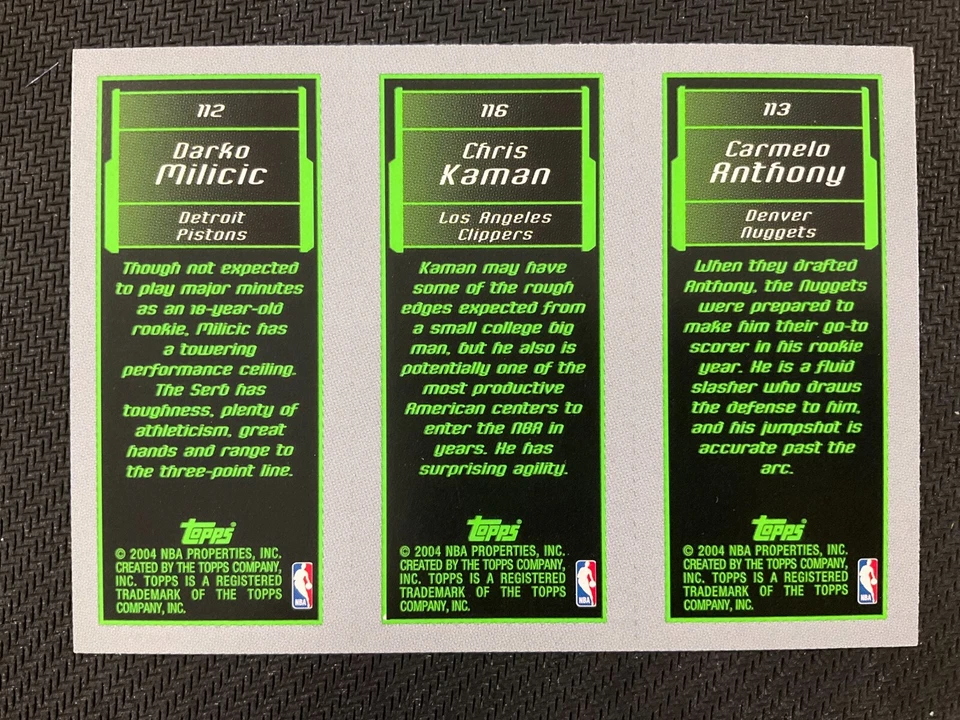 112
Darko
Milicic
Detroit
Pistons
Though not expected
to play major minutes
as an 18-year-old
rookie, Milicic has
a towering
performance ceiling.
The Serb has
toughness, plenty of
athleticism, great
hands and range to
the three-point line.
Topps
© 2004 NBA PROPERTIES, INC.
CREATED BY THE TOPPS COMPANY,
INC. TOPPS IS A REGISTERED
TRADEMARK OF THE TOPPS
COMPANY, INC.
NBA
116
Chris
Kaman
Los Angeles
Clippers
Kaman may have
some of the rough
edges expected from
a small college big
man, but he also is
potentially one of the
most productive
American centers to
enter the NBA in
years. He has
surprising agility.
Topps
© 2004 NBA PROPERTIES, INC.
CREATED BY THE TOPPS COMPANY,
INC. TOPPS IS A REGISTERED
TRADEMARK OF THE TOPPS
COMPANY, INC.
NBA
113
Carmelo
Anthony
Denver
Nuggets
When they drafted
Anthony, the Nuggets
were prepared to
make him their go-to
scorer in his rookie
year. He is a fluid
slasher who draws
the defense to him,
and his jumpshot is
accurate past the
arc.
Topps
© 2004 NBA PROPERTIES, INC.
CREATED BY THE TOPPS COMPANY,
INC. TOPPS IS A REGISTERED
TRADEMARK OF THE TOPPS
COMPANY, INC.
NBA